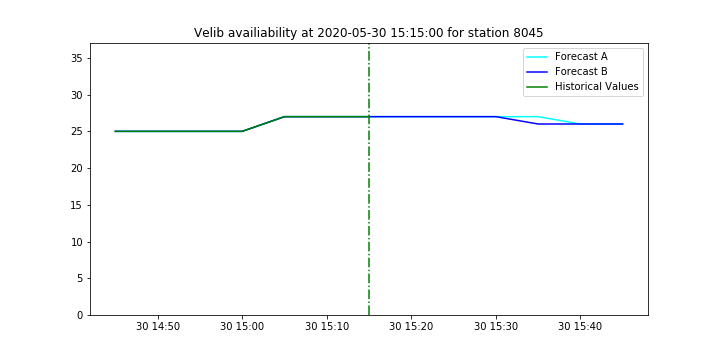 Velib availiability at 2020-05-30 15:15:00 for station 8045
Forecast A
Forecast B
Historical Values
35
30
25
20
15
10
5
0
30 14:50 30 15:00 30 15:10 30 15:20 30 15:30 30 15:40